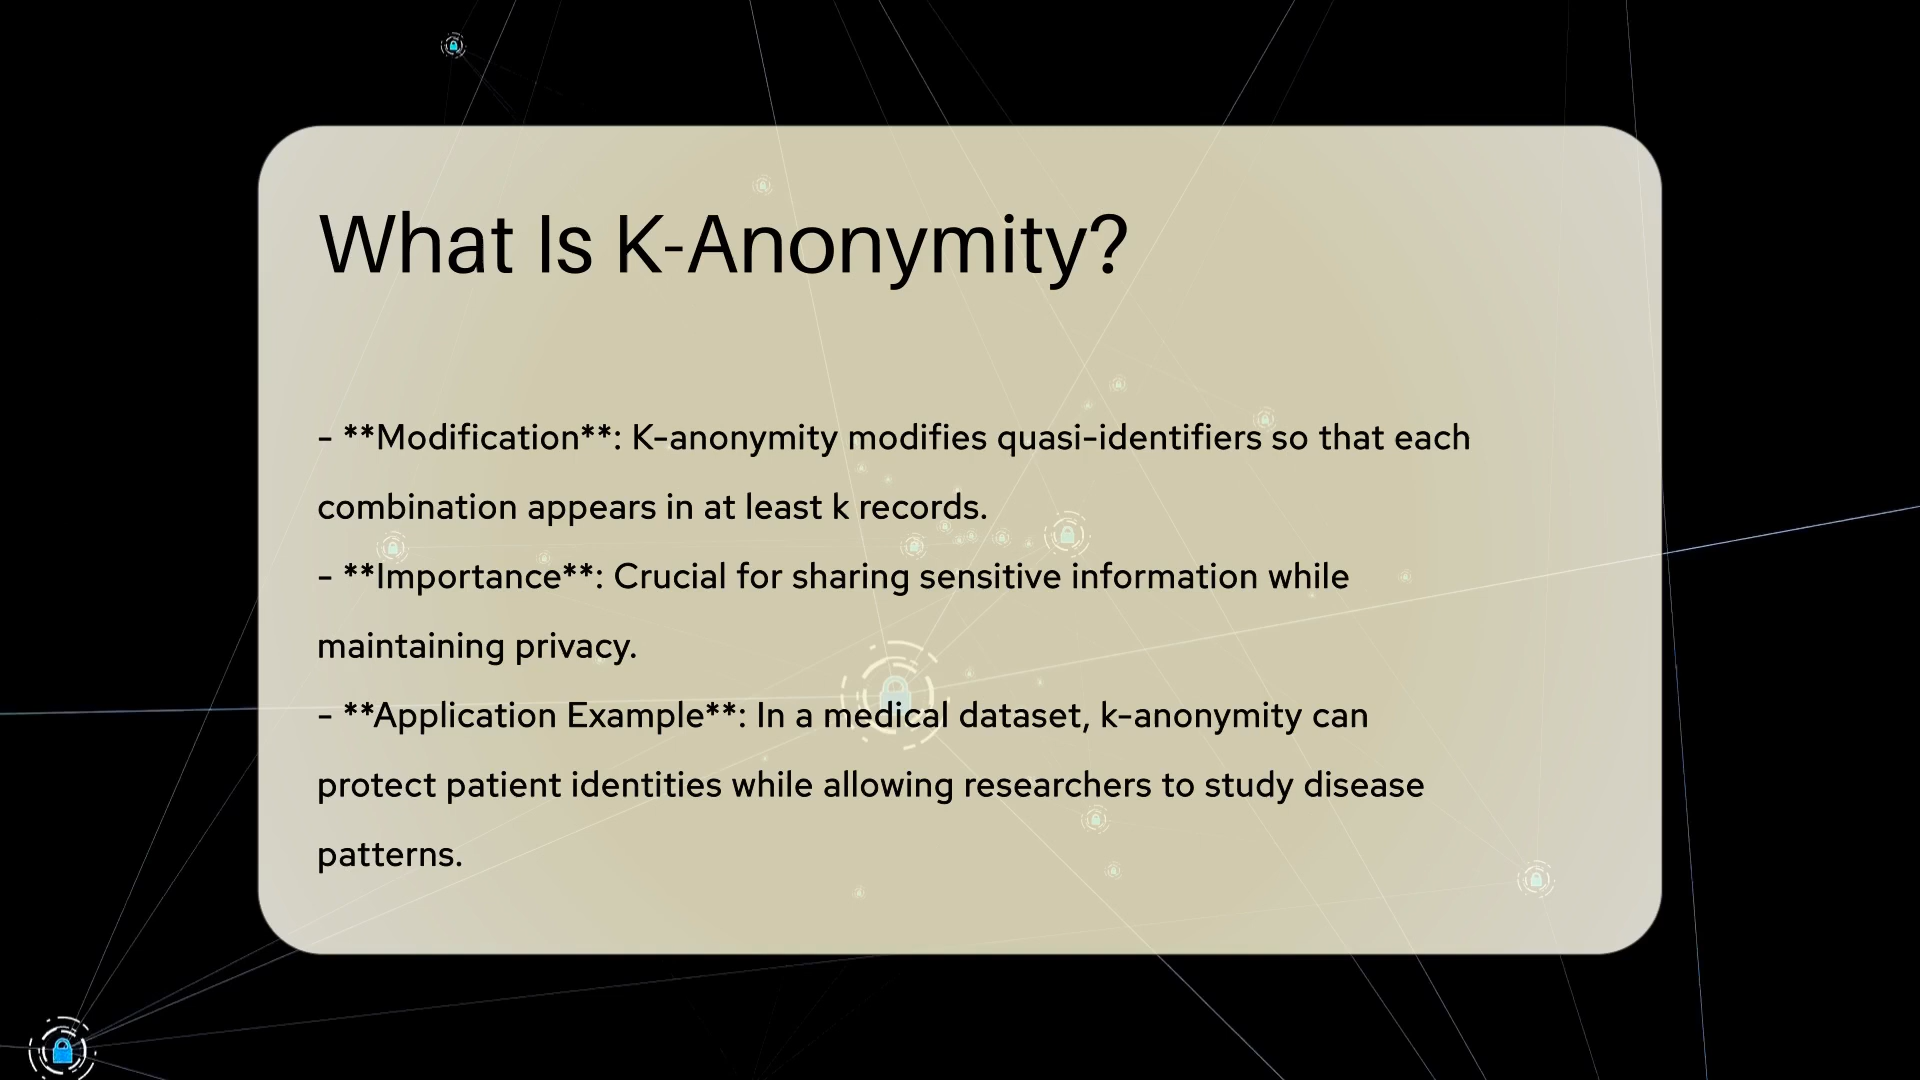 What Is K-Anonymity?
- **Modification**: K-anonymity modifies quasi-identifiers so that each
combination appears in at least k records.
- **Importance**: Crucial for sharing sensitive information while
maintaining privacy.
- **Application Example**: In a medical dataset, k-anonymity can
protect patient identities while allowing researchers to study disease
patterns.